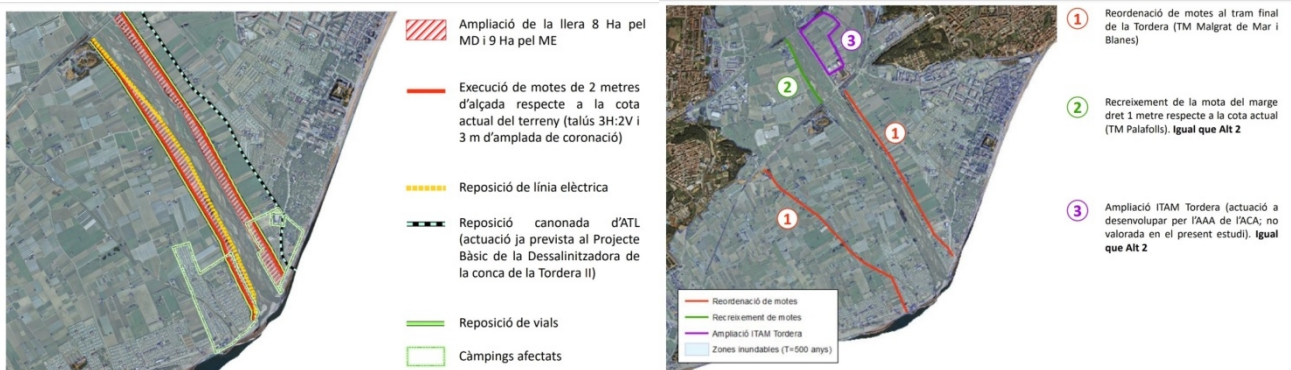 Ampliació de la llera 8 Ha pel
MD i 9 Ha pel ME
Execució de motes de 2 metres
d'alçada respecte a la cota
actual del terreny (talús 3H:2V i
3 m d'amplada de coronació)
Reposició de línia elèctrica
Reposició canonada d'ATL
(actuació ja prevista al Projecte
Bàsic de la Dessalinitzadora de
la conca de la Tordera II)
Reposició de vials
Càmpings afectats
3
2
1
1
Reordenació de motes
Recreixement de motes
Ampliació ITAM Tordera
Zones inundables (T=500 anys)
1
Reordenació de motes al tram final
de la Tordera (TM Malgrat de Mar i
Blanes)
2
Recreixement de la mota del marge
dret 1 metre respecte a la cota actual
(TM Palafolls). Igual que Alt 2
3
Ampliació ITAM Tordera (actuació a
desenvolupar per l'AAA de l'ACA; no
valorada en el present estudi). Igual
que Alt 2